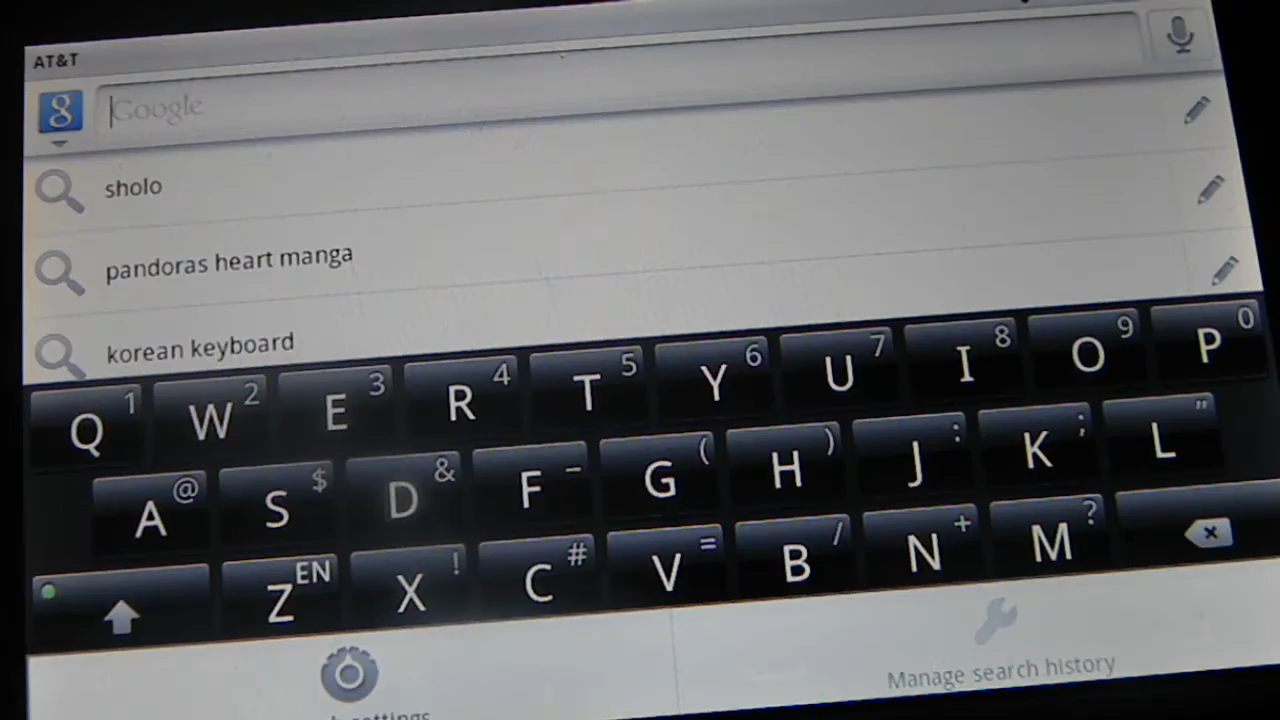 AT&T
g Google
sholo
pandoras heart manga
korean keyboard
Q 1 W 2 E 3 R 4 T 5 Y 6 U 7 I 8 O 9 P 0
A @ S $ D & F _ G ( H ) J : K ; L "
Z EN X ! C # V = B / N + M ?
settings
Manage search history